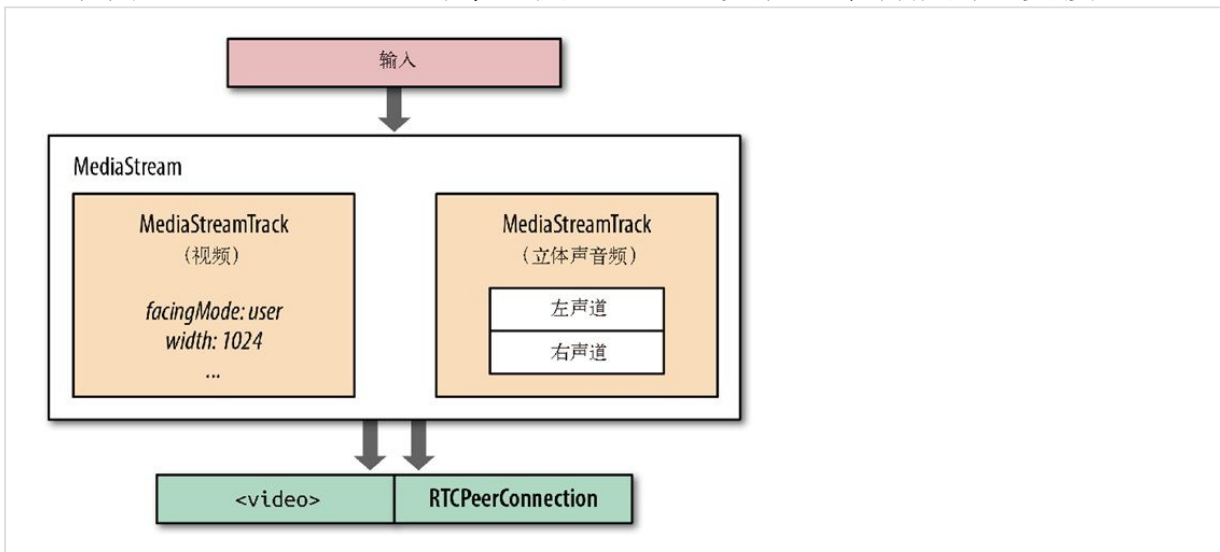 输入
MediaStream
MediaStreamTrack
（视频）
facingMode: user
width: 1024
...
MediaStreamTrack
（立体声音频）
左声道
右声道
<video>
RTCPeerConnection